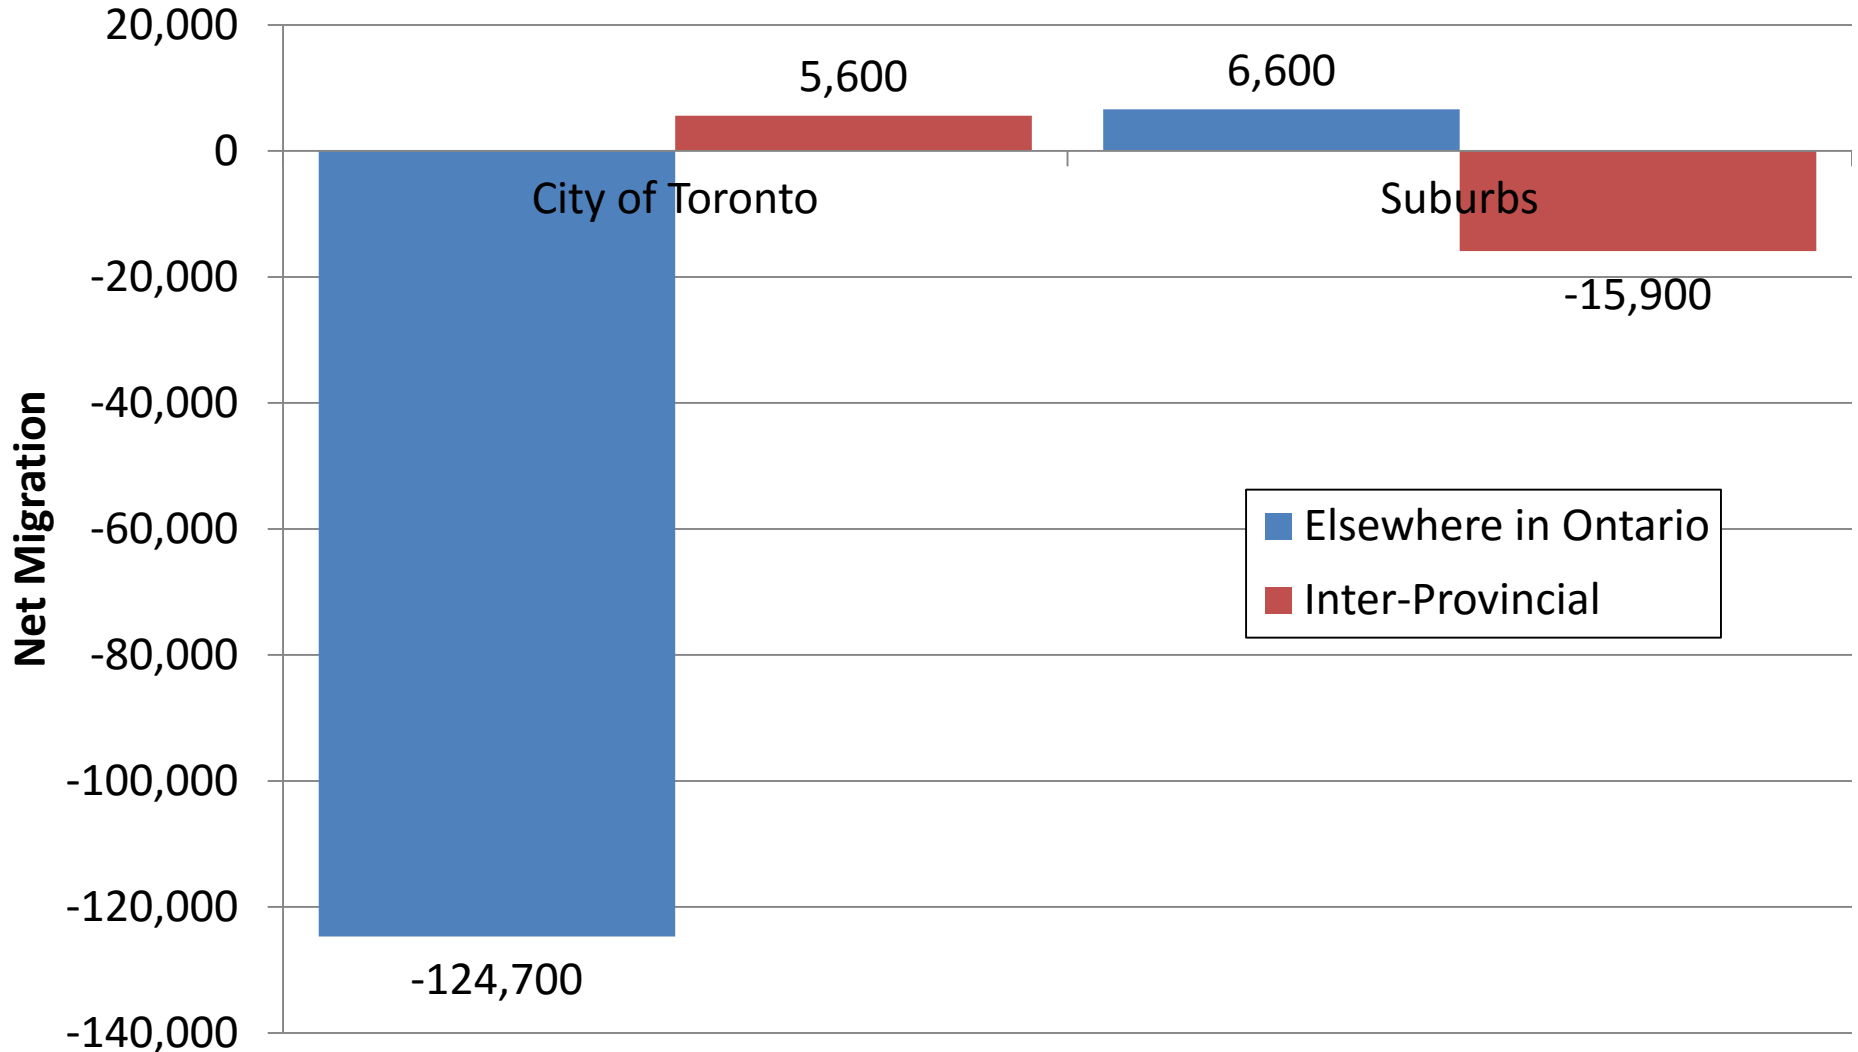 20,000
0
-20,000
-40,000
-60,000
-80,000
-100,000
-120,000
-140,000
Net Migration
5,600
6,600
City of Toronto
Suburbs
-15,900
-124,700
Elsewhere in Ontario
Inter-Provincial